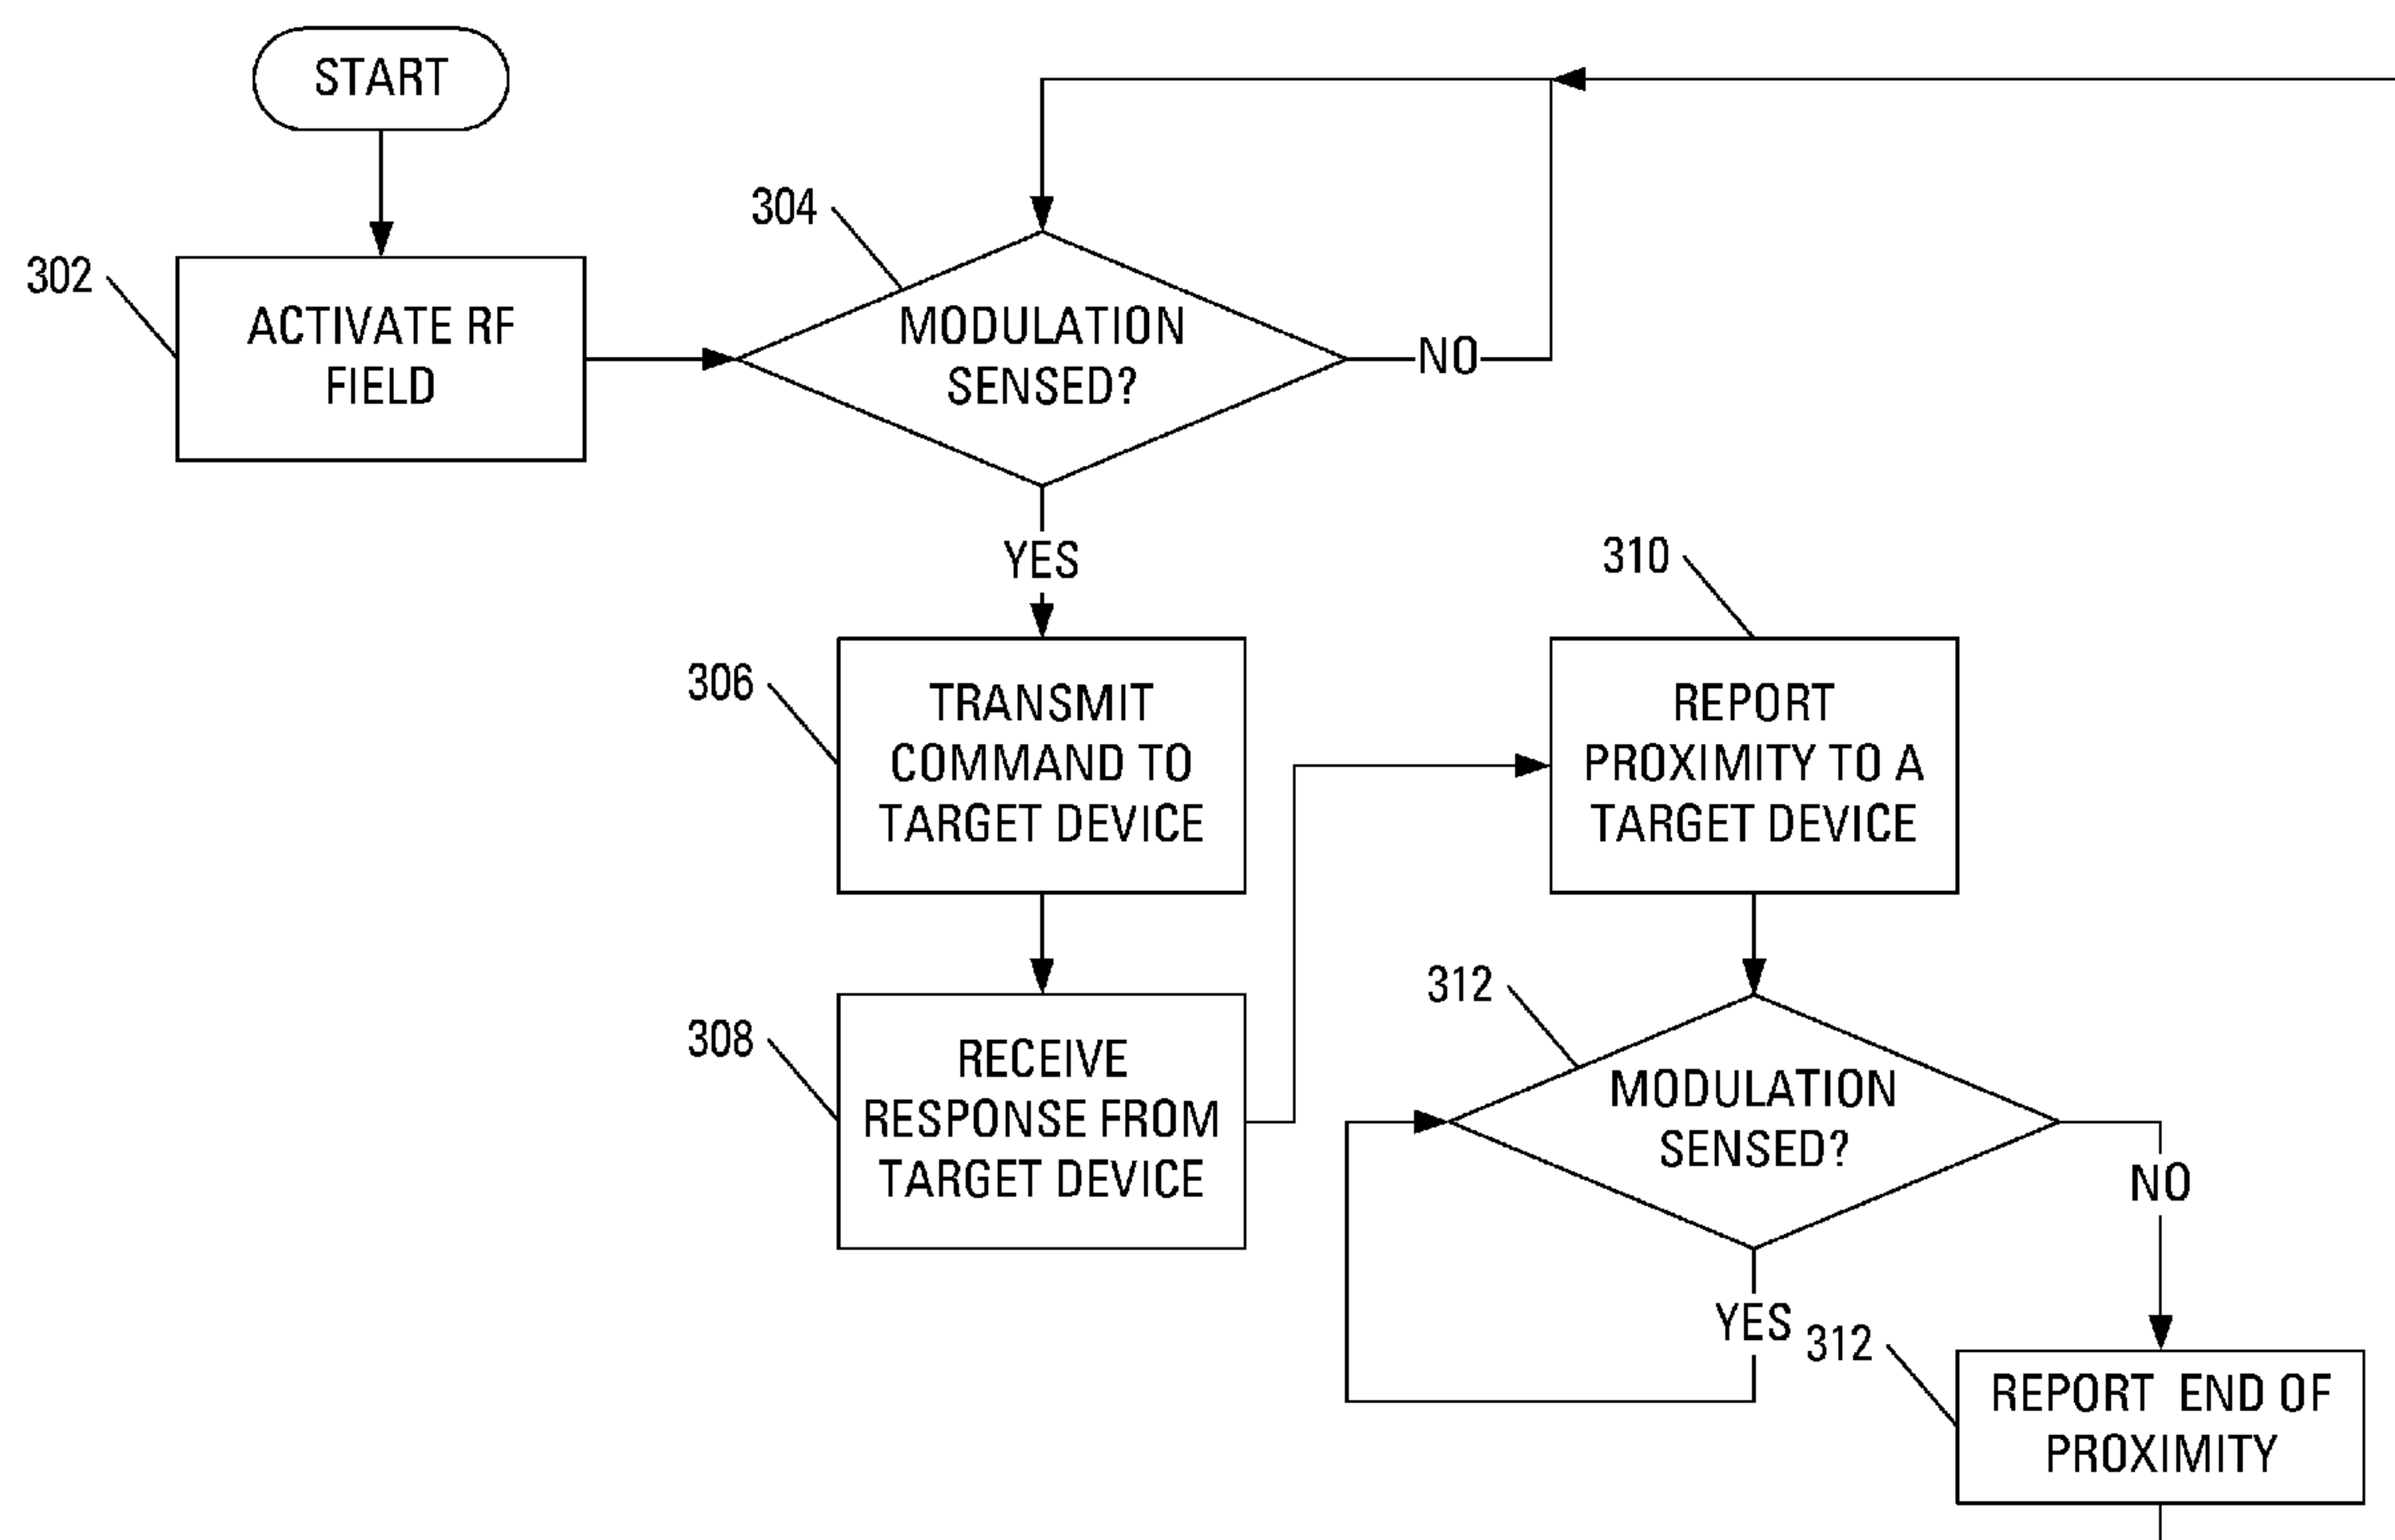 START
302
ACTIVATE RF
FIELD
304
MODULATION
SENSED?
NO
YES
306
TRANSMIT
COMMAND TO
TARGET DEVICE
308
RECEIVE
RESPONSE FROM
TARGET DEVICE
310
REPORT
PROXIMITY TO A
TARGET DEVICE
312
MODULATION
SENSED?
YES
NO
312
REPORT END OF
PROXIMITY